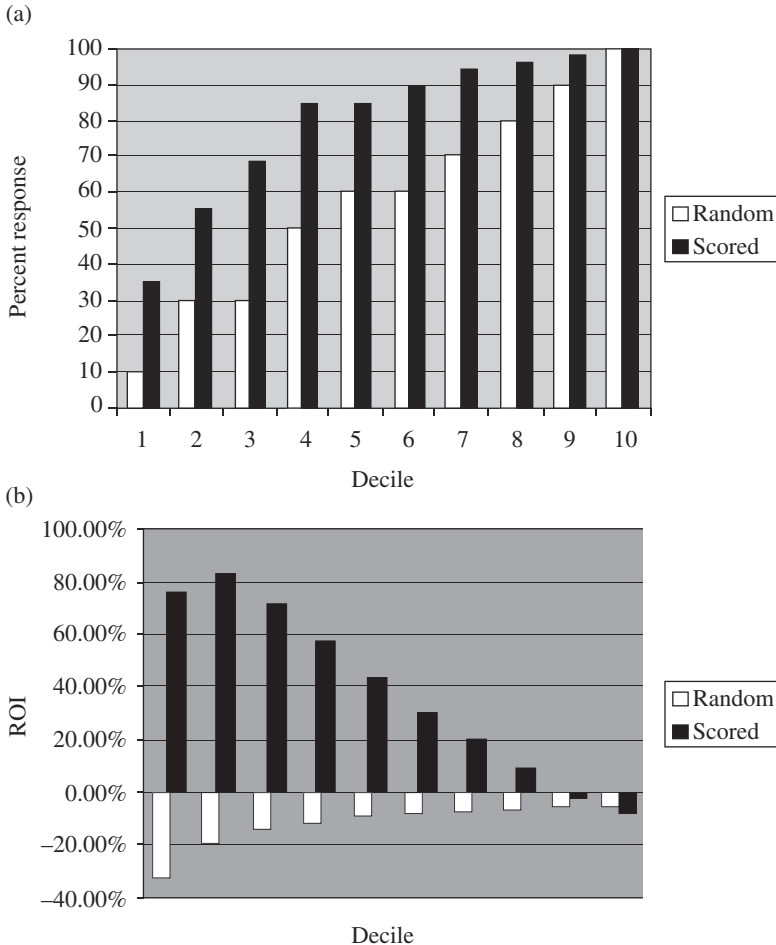 (a)
100
90
80
70
60
50
40
30
10
0
Percent response
1 2 3 4 5 6 7 8 9 10
Decile
Random
Scored
(b)
100.00%
80.00%
60.00%
40.00%
20.00%
0.00%
–20.00%
–40.00%
ROI
Decile
Random
Scored